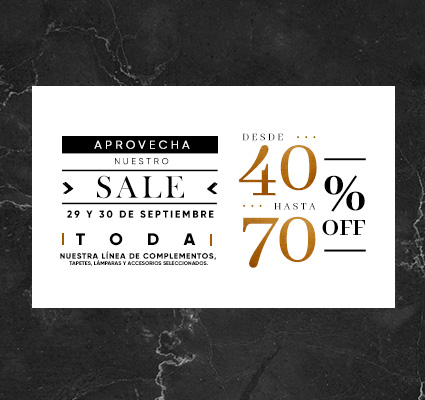 APROVECHA
NUESTRO
SALE
29 Y 30 DE SEPTIEMBRE
TODA
NUESTRA LÍNEA DE COMPLEMENTOS,
TAPETES, LÁMPARAS Y ACCESORIOS SELECCIONADOS.
DESDE
40
HASTA
70
% OFF